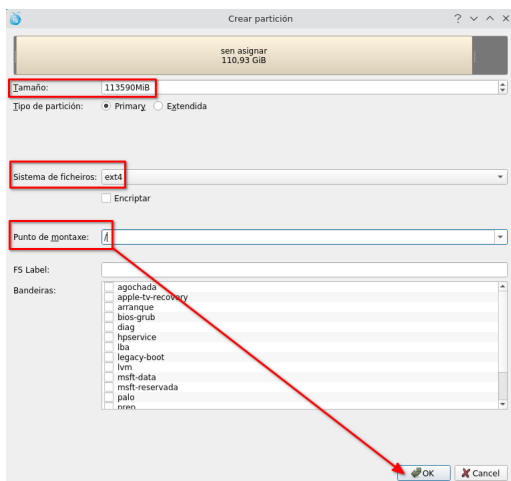 Crear partición
sen asignar
110,93 GiB
Tamaño: 113590MiB
Tipo de partición: Primary Extendida
Sistema de ficheiros: ext4
Encriptar
Punto de montaxe: /
FS Label:
Bandeiras:
agochada
apple-tv-recovery
arranque
bios-grub
diag
hpservice
lba
legacy-boot
lvm
msft-data
msft-reservada
palo
prep
OK Cancel